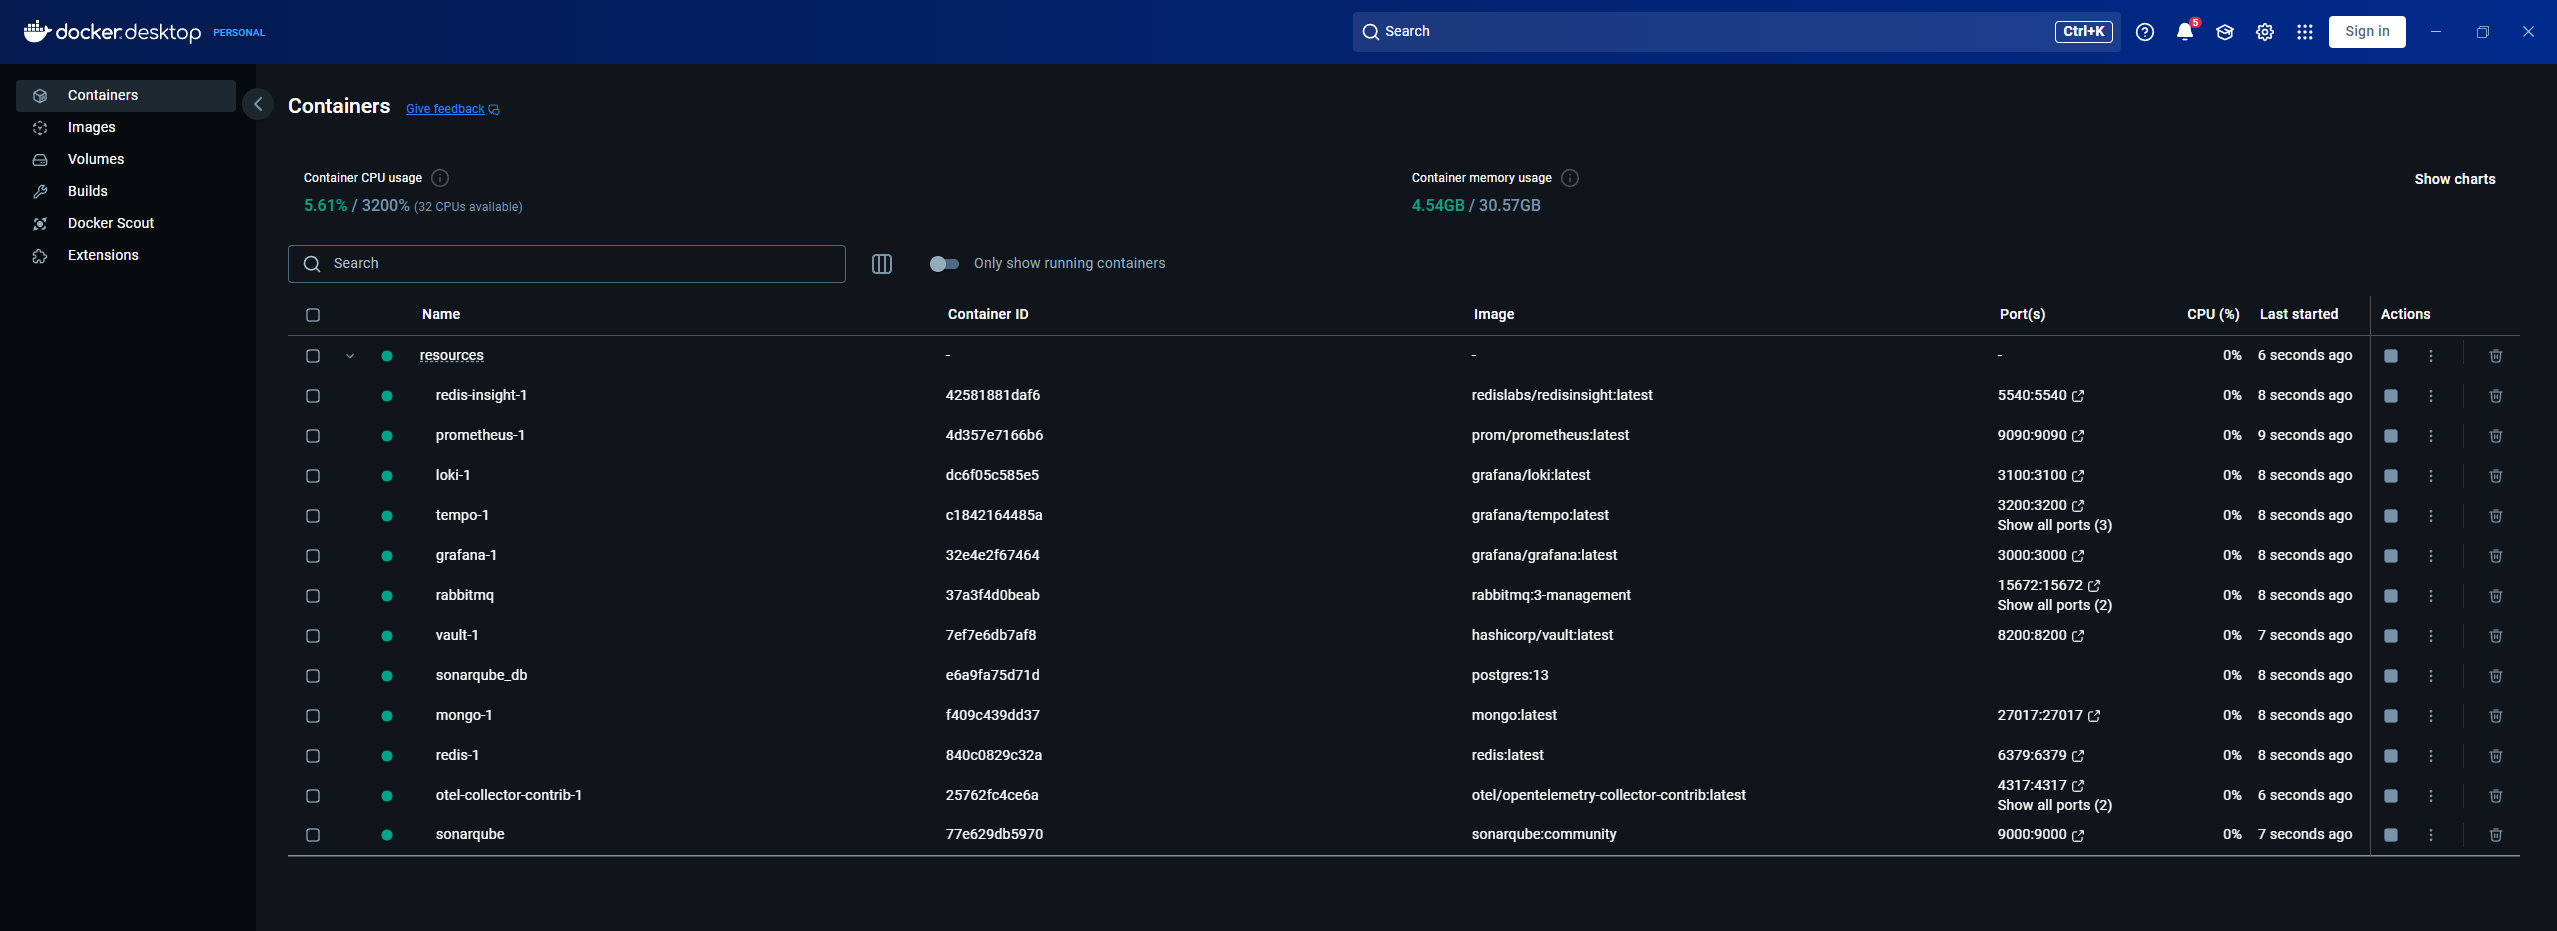 docker.desktop PERSONAL
Search Ctrl+K 5 Sign in
Containers
Images
Volumes
Builds
Docker Scout
Extensions
Containers Give feedback
Container CPU usage
5.61% / 3200% (32 CPUs available)
Container memory usage
4.54GB / 30.57GB
Show charts
Search Only show running containers
Name Container ID Image Port(s) CPU (%) Last started Actions
resources - - - 0% 6 seconds ago
redis-insight-1 42581881daf6 redislabs/redisinsight:latest 5540:5540 0% 8 seconds ago
prometheus-1 4d357e7166b6 prom/prometheus:latest 9090:9090 0% 9 seconds ago
loki-1 dc6f05c585e5 grafana/loki:latest 3100:3100 0% 8 seconds ago
tempo-1 c1842164485a grafana/tempo:latest 3200:3200 0% 8 seconds ago
Show all ports (3)
grafana-1 32e4e2f67464 grafana/grafana:latest 3000:3000 0% 8 seconds ago
rabbitmq 37a3f4d0beab rabbitmq:3-management 15672:15672 0% 8 seconds ago
Show all ports (2)
vault-1 7ef7e6db7af8 hashicorp/vault:latest 8200:8200 0% 7 seconds ago
sonarqube_db e6a9fa75d71d postgres:13 0% 8 seconds ago
mongo-1 f409c439dd37 mongo:latest 27017:27017 0% 8 seconds ago
redis-1 840c0829c32a redis:latest 6379:6379 0% 8 seconds ago
otel-collector-contrib-1 25762fc4ce6a otel/opentelemetry-collector-contrib:latest 4317:4317 0% 6 seconds ago
Show all ports (2)
sonarqube 77e629db5970 sonarqube:community 9000:9000 0% 7 seconds ago